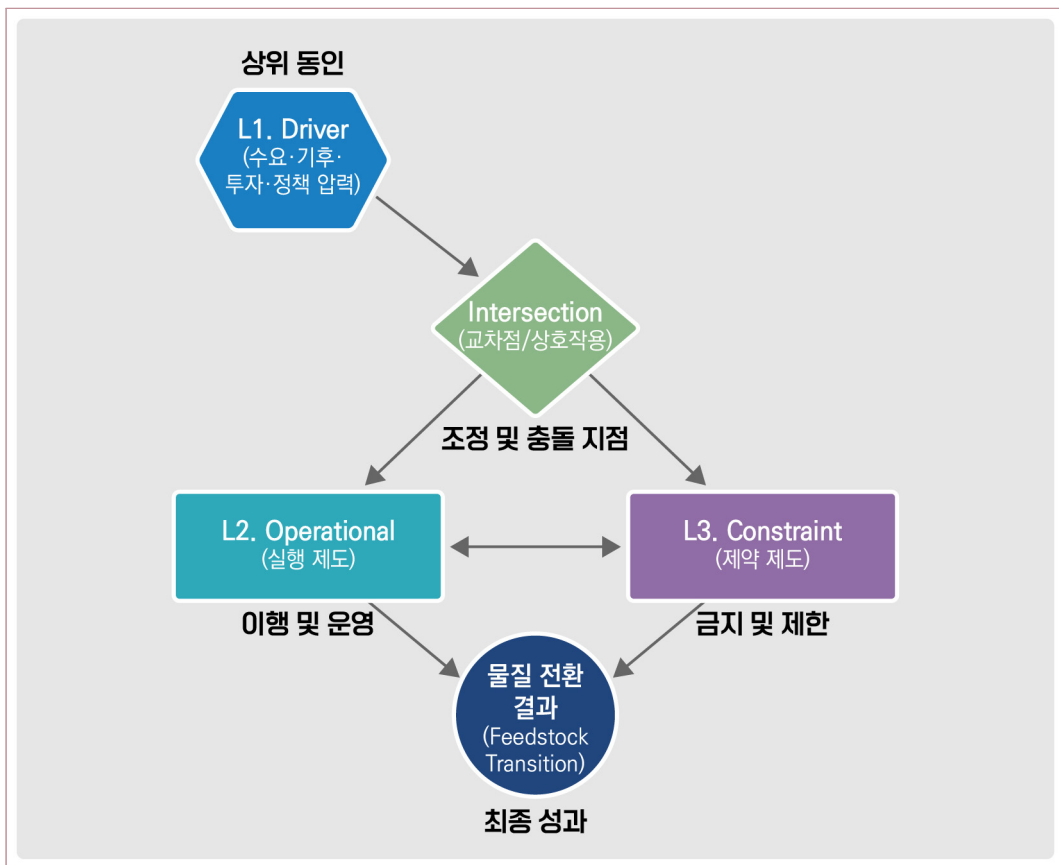 상위 동인
L1. Driver
(수요·기후·
투자·정책 압력)
Intersection
(교차점/상호작용)
조정 및 충돌 지점
L2. Operational
(실행 제도)
L3. Constraint
(제약 제도)
이행 및 운영
금지 및 제한
물질 전환
결과
(Feedstock
Transition)
최종 성과